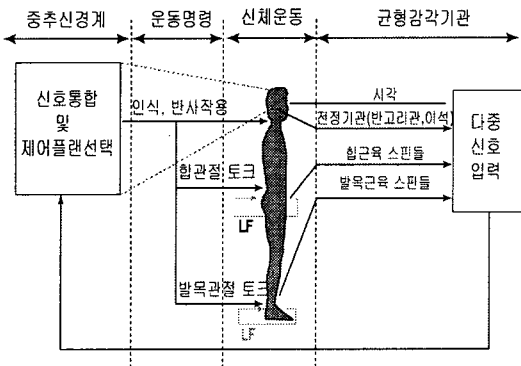 중추신경계 운동명령 신체운동 균형감각기관
신호통합
및
제어플랜선택
인식, 반사작용
합관절 토크
발목관절 토크
LF
LF
시각
전정기관(반고리관,이석)
힙근육 스핀들
발목근육 스핀들
다중
신호
입력